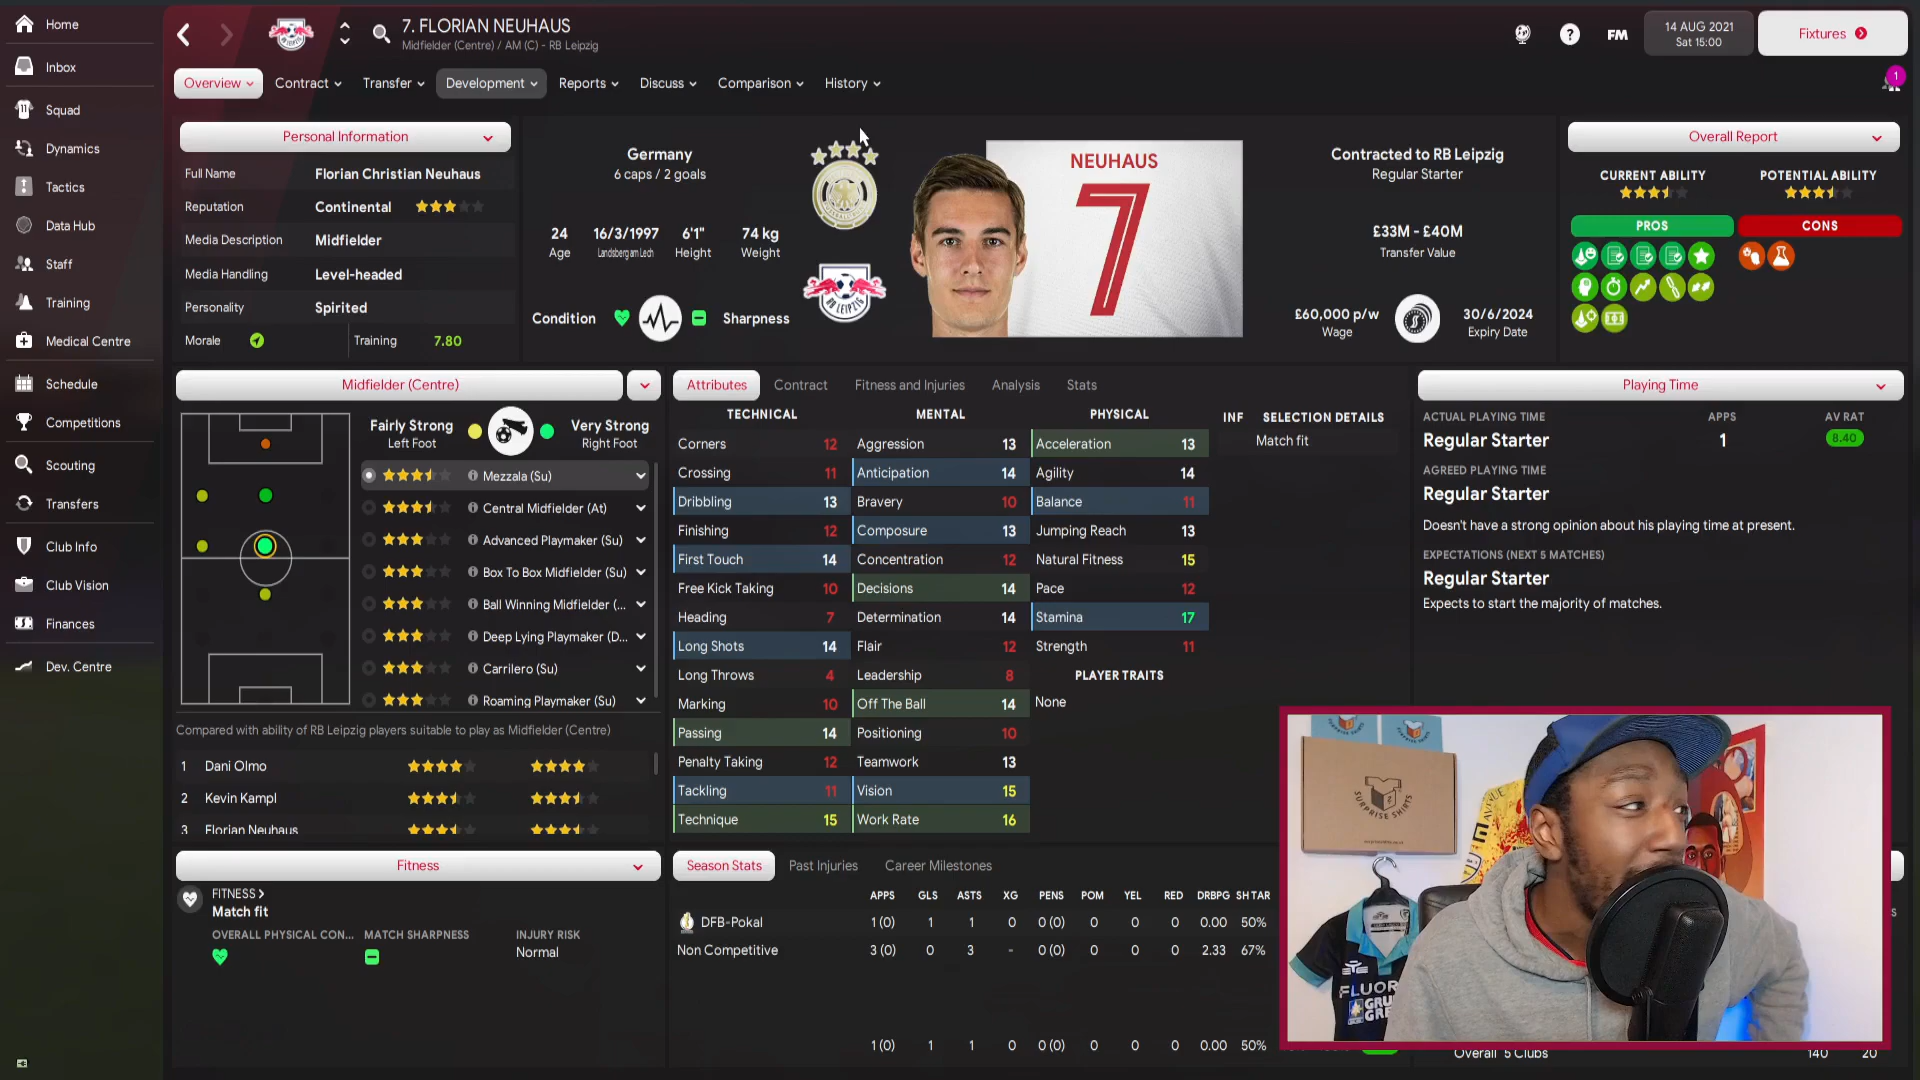 Home
Inbox
Squad
Dynamics
Tactics
Data Hub
Staff
Training
Medical Centre
Schedule
Competitions
Scouting
Transfers
Club Info
Club Vision
Finances
Dev. Centre
7. FLORIAN NEUHAUS
Midfielder (Centre) / AM (C) - RB Leipzig
FM
14 AUG 2021
Sat 15:00
Fixtures
Overview Contract Transfer Development Reports Discuss Comparison History
1
Personal Information
Full Name Florian Christian Neuhaus
Reputation Continental
Media Description Midfielder
Media Handling Level-headed
Personality Spirited
Morale Training 7.80
Germany
6 caps / 2 goals
24 16/3/1997 6'1" 74 kg
Age Landsberg am Lech Height Weight
Condition Sharpness
RB LEIPZIG
NEUHAUS
7
Contracted to RB Leipzig
Regular Starter
£33M - £40M
Transfer Value
£60,000 p/w 30/6/2024
Wage Expiry Date
Overall Report
CURRENT ABILITY POTENTIAL ABILITY
PROS CONS
Midfielder (Centre)
Fairly Strong Very Strong
Left Foot Right Foot
Mezzala (Su)
Central Midfielder (At)
Advanced Playmaker (Su)
Box To Box Midfielder (Su)
Ball Winning Midfielder (...
Deep Lying Playmaker (D...
Carrilero (Su)
Roaming Playmaker (Su)
Compared with ability of RB Leipzig players suitable to play as Midfielder (Centre)
1 Dani Olmo
2 Kevin Kampl
3 Florian Neuhaus
Attributes Contract Fitness and Injuries Analysis Stats
TECHNICAL MENTAL PHYSICAL INF SELECTION DETAILS
Corners 12 Aggression 13 Acceleration 13 Match fit
Crossing 11 Anticipation 14 Agility 14
Dribbling 13 Bravery 10 Balance 11
Finishing 12 Composure 13 Jumping Reach 13
First Touch 14 Concentration 12 Natural Fitness 15
Free Kick Taking 10 Decisions 14 Pace 12
Heading 7 Determination 14 Stamina 17
Long Shots 14 Flair 12 Strength 11
Long Throws 4 Leadership 8 PLAYER TRAITS
Marking 10 Off The Ball 14 None
Passing 14 Positioning 10
Penalty Taking 12 Teamwork 13
Tackling 11 Vision 15
Technique 15 Work Rate 16
Playing Time
ACTUAL PLAYING TIME APPS AV RAT
Regular Starter 1 8.40
AGREED PLAYING TIME
Regular Starter
Doesn't have a strong opinion about his playing time at present.
EXPECTATIONS (NEXT 5 MATCHES)
Regular Starter
Expects to start the majority of matches.
Fitness
FITNESS >
Match fit
OVERALL PHYSICAL CON... MATCH SHARPNESS INJURY RISK
Normal
Season Stats Past Injuries Career Milestones
APPS GLS ASTS XG PENS POM YEL RED DRBPG SH TAR
DFB-Pokal 1 (0) 1 1 0 0 (0) 0 0 0 0.00 50%
Non Competitive 3 (0) 0 3 - 0 (0) 0 0 0 2.33 67%
1 (0) 1 1 0 0 (0) 0 0 0 0.00 50%
Overall 5 Clubs 140 20
SURPRISE SHIRTS
FLUOR
GRU
GRE